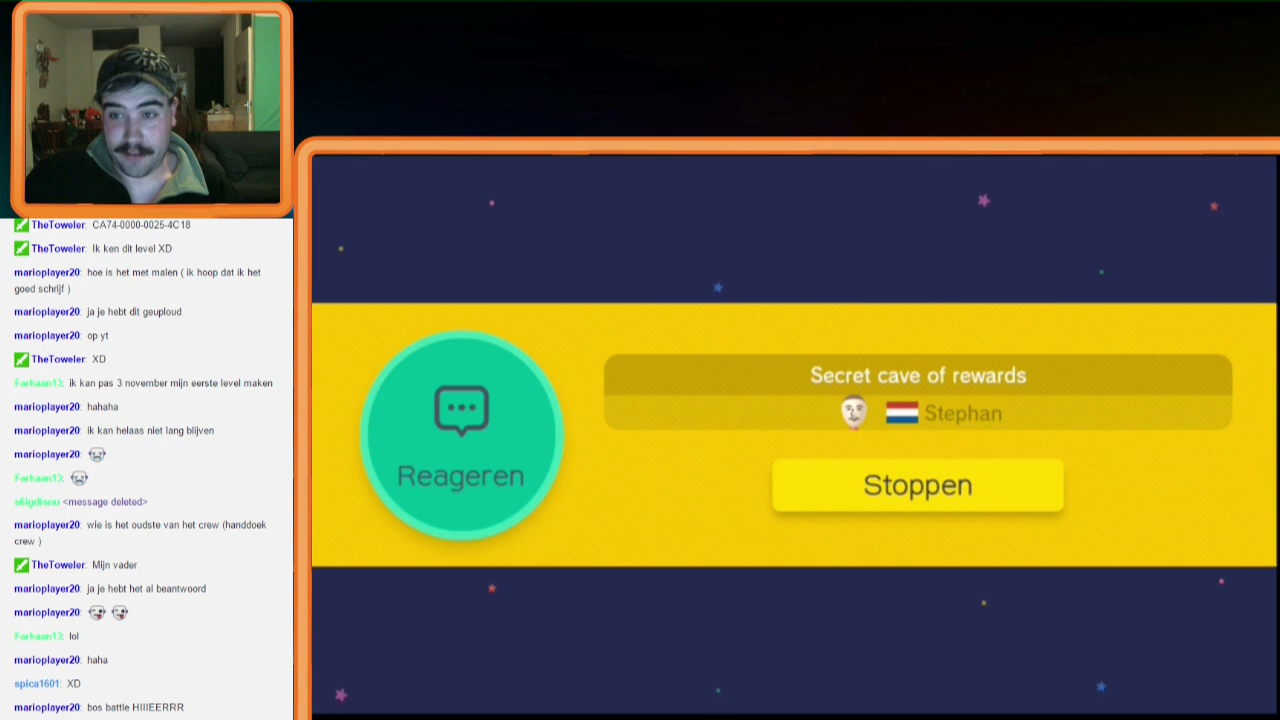 TheToweler: CA74-0000-0025-4C18
TheToweler: Ik ken dit level XD
marioplayer20: hoe is het met malen ( ik hoop dat ik het
goed schrijf )
marioplayer20: ja je hebt dit geuploud
marioplayer20: op yt
TheToweler: XD
Farhaan13: ik kan pas 3 november mijn eerste level maken
marioplayer20: hahaha
marioplayer20: ik kan helaas niet lang blijven
marioplayer20:
Farhaan13:
<message deleted>
marioplayer20: wie is het oudste van het crew (handdoek
crew )
TheToweler: Mijn vader
marioplayer20: ja je hebt het al beantwoord
marioplayer20:
Farhaan13: lol
marioplayer20: haha
spica1601: XD
marioplayer20: bos battle HIIIEERRR
Reageren
Secret cave of rewards
Stephan
Stoppen